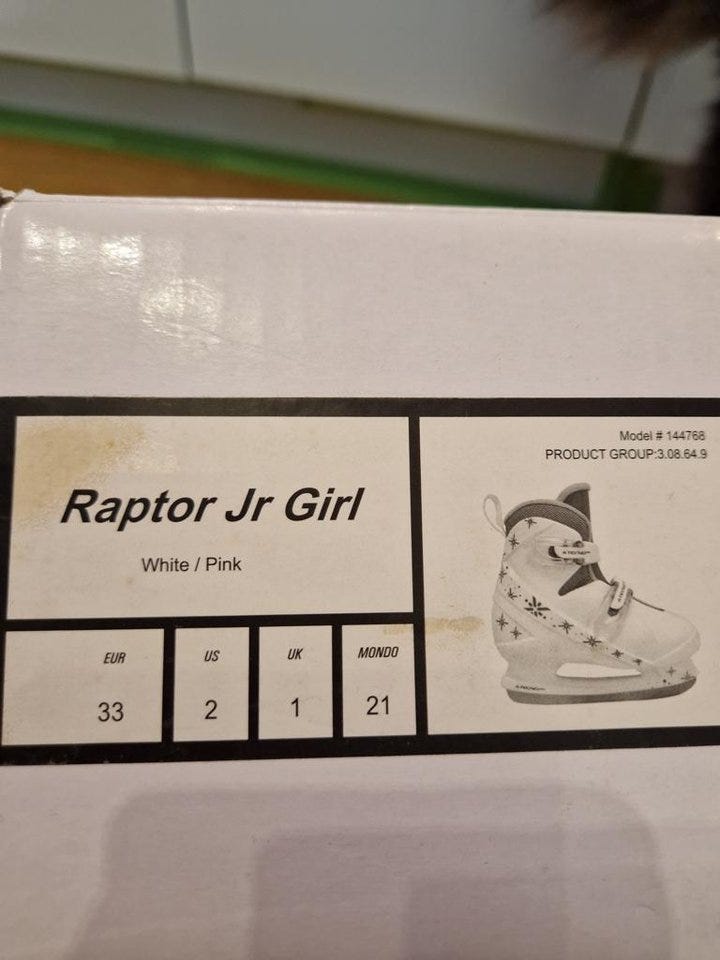 Model # 144768
PRODUCT GROUP:3.08.64.9
Raptor Jr Girl
White / Pink
EUR US UK MONDO
33 2 1 21